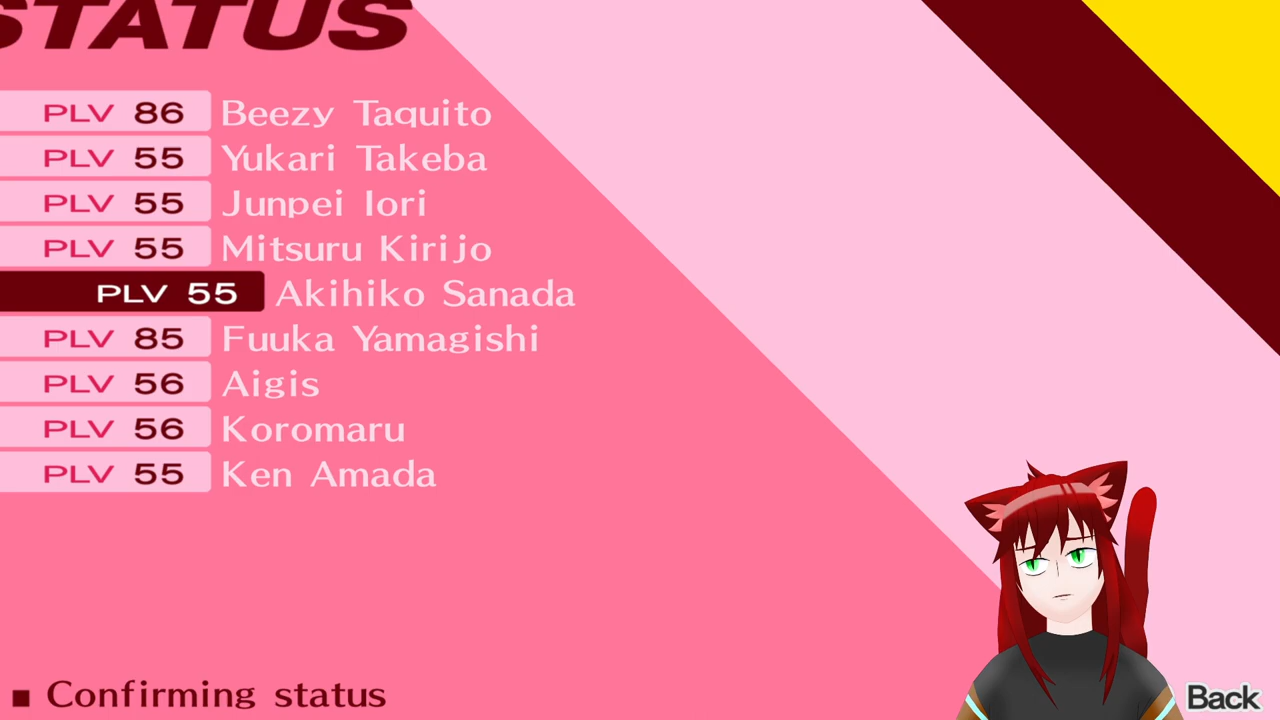 STATUS
PLV 86 Beezy Taquito
PLV 55 Yukari Takeba
PLV 55 Junpei Iori
PLV 55 Mitsuru Kirijo
PLV 55 Akihiko Sanada
PLV 85 Fuuka Yamagishi
PLV 56 Aigis
PLV 56 Koromaru
PLV 55 Ken Amada
■ Confirming status
Back